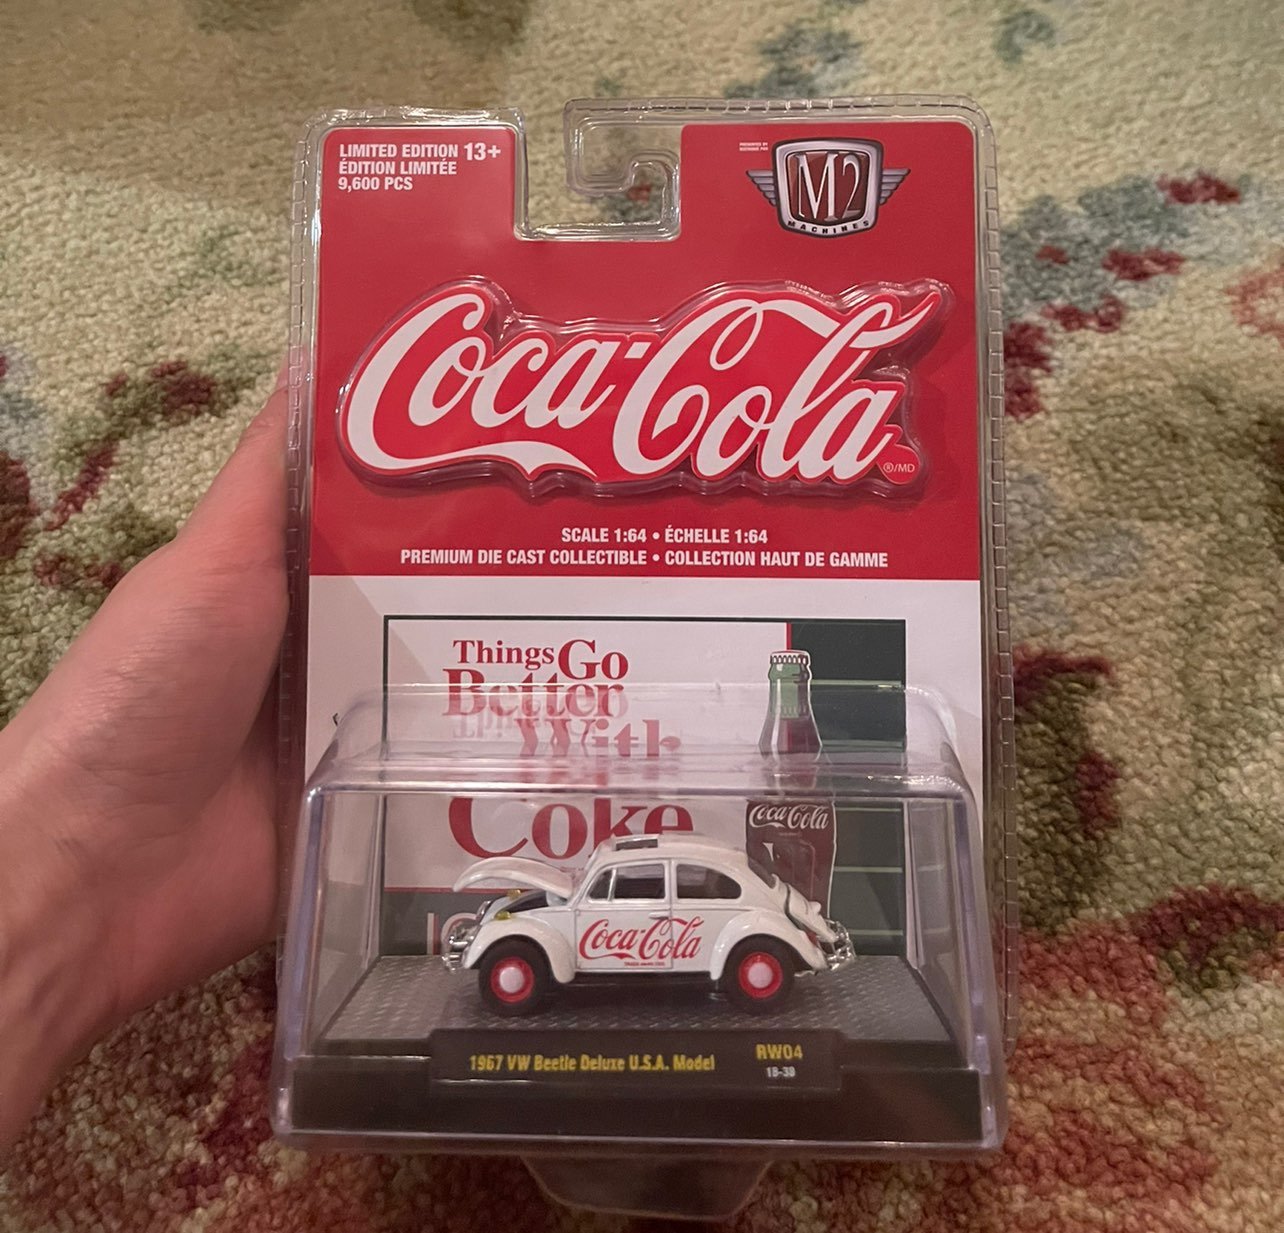 LIMITED EDITION 13+
ÉDITION LIMITÉE
9,600 PCS
M2
MACHINES
Coca-Cola
®/MD
SCALE 1:64 • ÉCHELLE 1:64
PREMIUM DIE CAST COLLECTIBLE • COLLECTION HAUT DE GAMME
Things Go
Better
With
Coke
Coca-Cola
Coca-Cola
1967 VW Beetle Deluxe U.S.A. Model
RW04
18-38